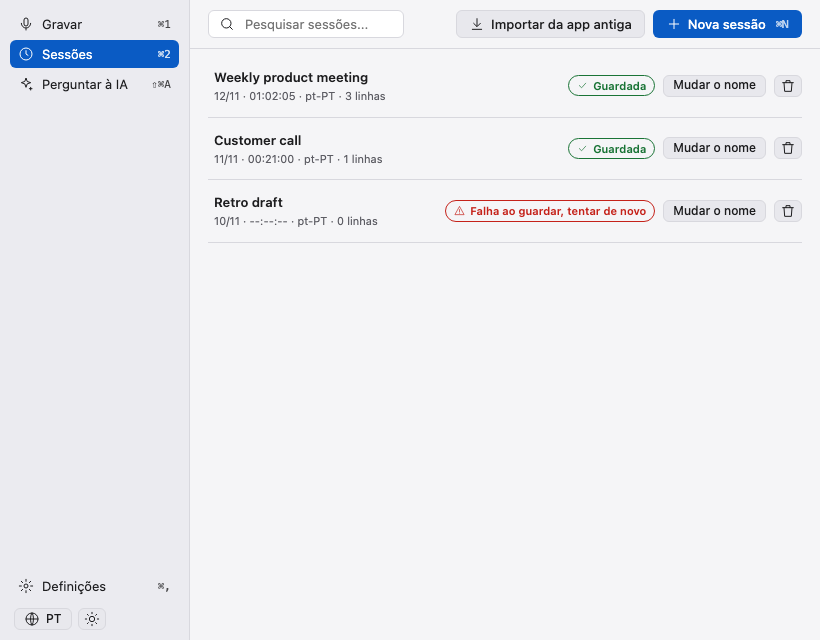 Gravar ⌘1
Sessões ⌘2
Perguntar à IA ⇧⌘A
Pesquisar sessões...
Importar da app antiga
Nova sessão ⌘N
Weekly product meeting
12/11 · 01:02:05 · pt-PT · 3 linhas
Guardada
Mudar o nome
Customer call
11/11 · 00:21:00 · pt-PT · 1 linhas
Guardada
Mudar o nome
Retro draft
10/11 · --:--:-- · pt-PT · 0 linhas
Falha ao guardar, tentar de novo
Mudar o nome
Definições ⌘,
PT